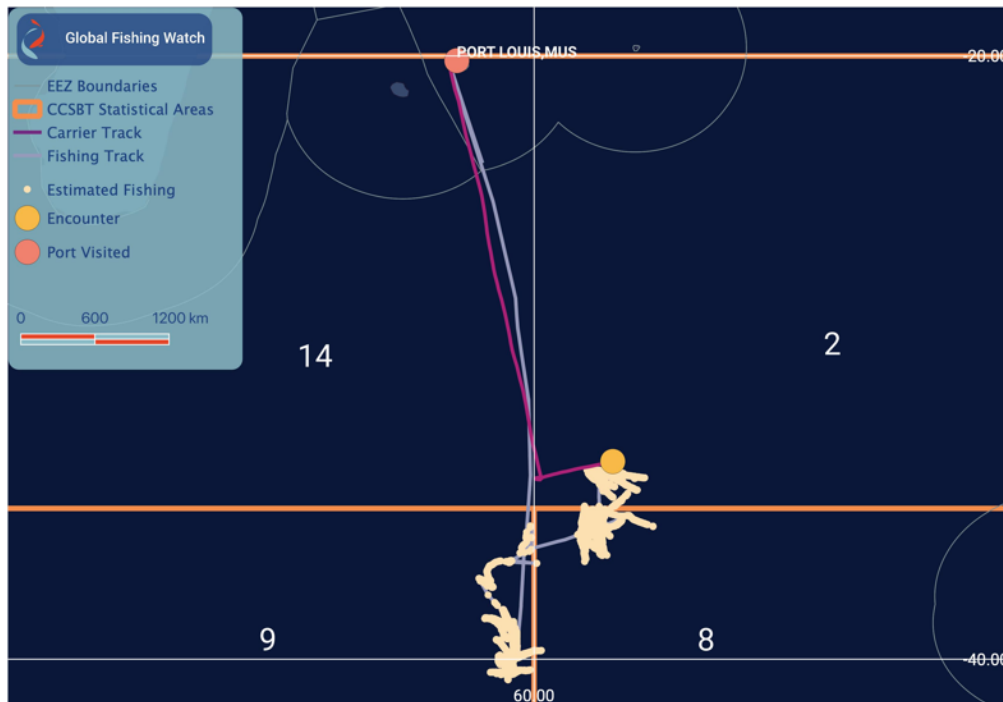 Global Fishing Watch
EEZ Boundaries
CCSBT Statistical Areas
Carrier Track
Fishing Track
Estimated Fishing
Encounter
Port Visited
0 600 1200 km
PORT LOUIS,MUS
-20.00
14
2
9
8
-40.00
60.00